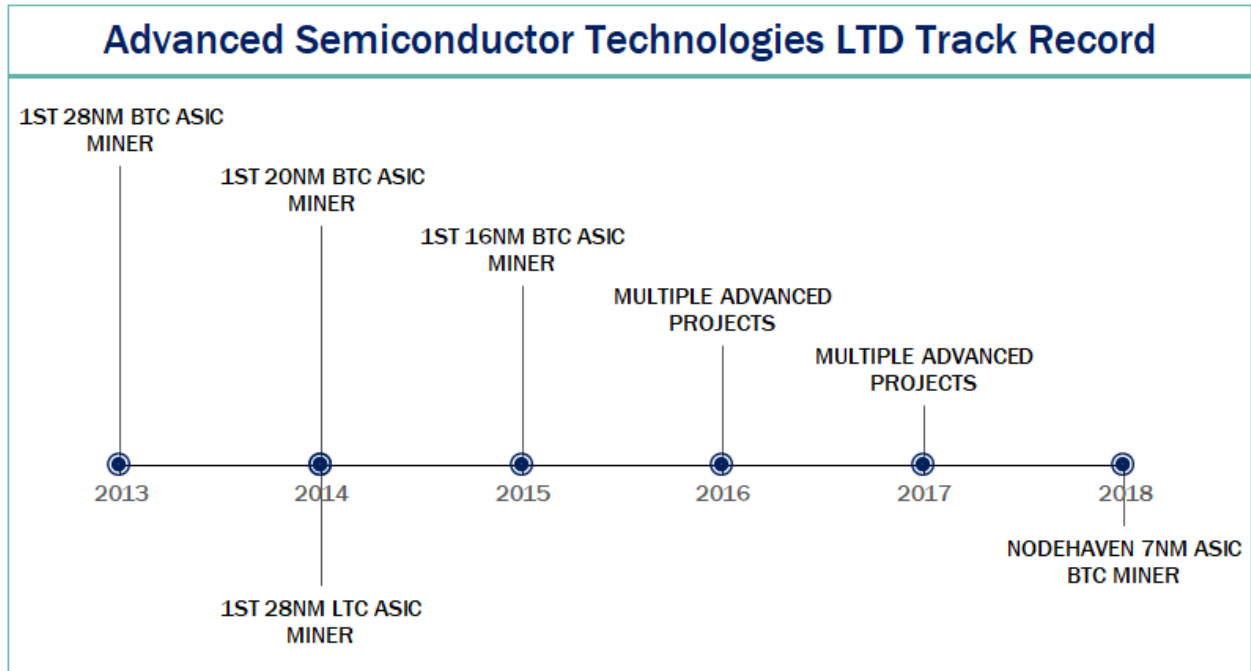 Advanced Semiconductor Technologies LTD Track Record
1ST 28NM BTC ASIC
MINER
1ST 20NM BTC ASIC
MINER
1ST 16NM BTC ASIC
MINER
MULTIPLE ADVANCED
PROJECTS
MULTIPLE ADVANCED
PROJECTS
2013
2014
2015
2016
2017
2018
NODEHAVEN 7NM ASIC
BTC MINER
1ST 28NM LTC ASIC
MINER